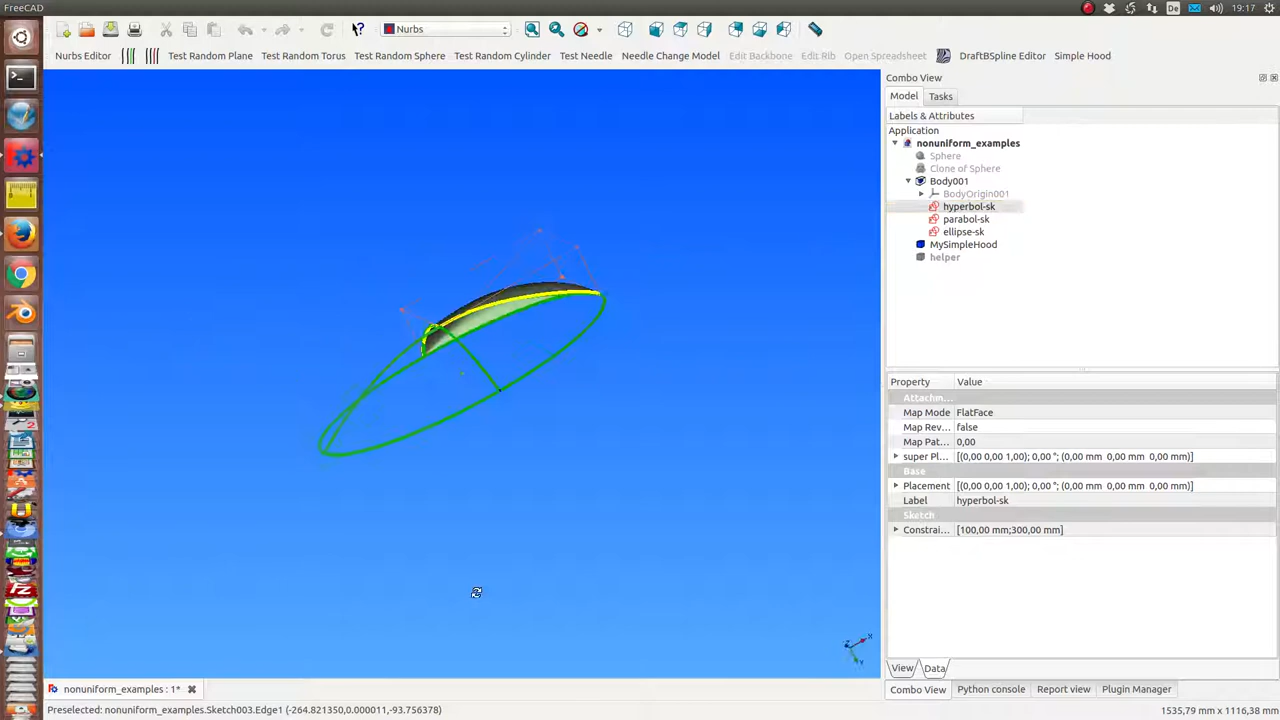 FreeCAD
De
19:17
Nurbs
Nurbs Editor
Test Random Plane
Test Random Torus
Test Random Sphere
Test Random Cylinder
Test Needle
Needle Change Model
Edit Backbone
Edit Rib
Open Spreadsheet
DraftBSpline Editor
Simple Hood
Combo View
Model
Tasks
Labels & Attributes
Application
nonuniform_examples
Sphere
Clone of Sphere
Body001
BodyOrigin001
hyperbol-sk
parabol-sk
ellipse-sk
MySimpleHood
helper
Property Value
Attachm...
Map Mode FlatFace
Map Rev... false
Map Pat... 0,00
super Pl... [(0,00 0,00 1,00); 0,00 °; (0,00 mm 0,00 mm 0,00 mm)]
Base
Placement [(0,00 0,00 1,00); 0,00 °; (0,00 mm 0,00 mm 0,00 mm)]
Label hyperbol-sk
Sketch
Constrai... [100,00 mm;300,00 mm]
X
Z
Y
View
Data
nonuniform_examples : 1*
Combo View
Python console
Report view
Plugin Manager
Preselected: nonuniform_examples.Sketch003.Edge1 (-264.821350,0.000011,-93.756378)
1535,79 mm x 1116,38 mm